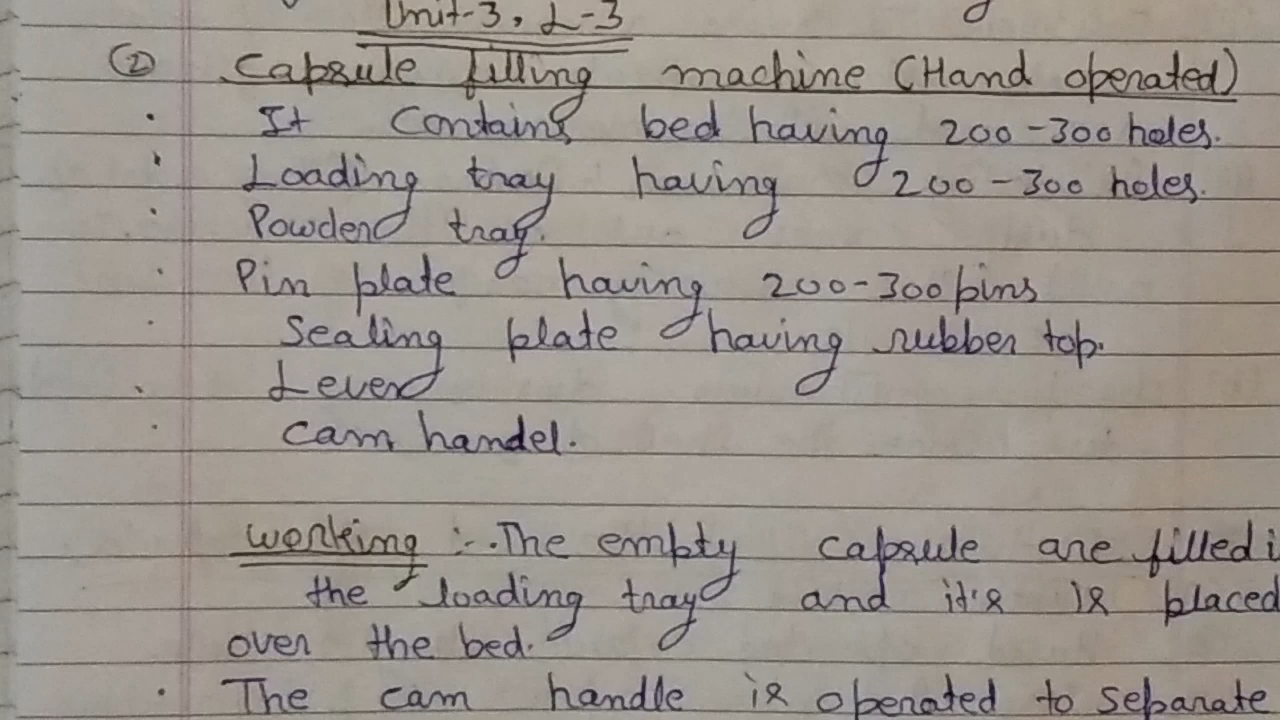 Unit-3, L-3
② Capsule filling machine (Hand operated)
· It Contains bed having 200-300 holes.
· Loading tray having 200-300 holes.
· Powder tray.
· Pin plate having 200-300 pins
· Sealing plate having rubber top.
· Lever
· Cam handel.
Working :-. The empty capsule are filled i
the loading tray and it's is placed
over the bed.
· The cam handle is operated to separate